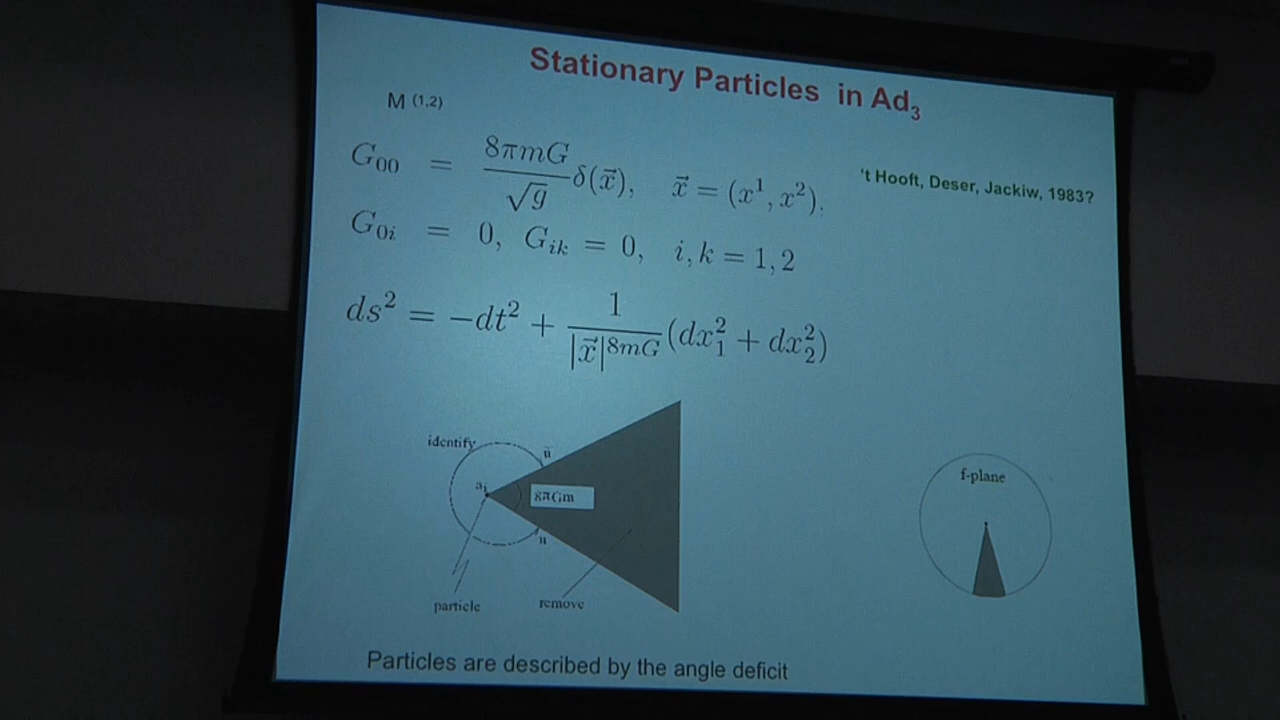 Stationary Particles in Ad₃
M (1,2)
G₀₀ = 8πmG/√g δ(x⃗), x⃗ = (x¹, x²).
't Hooft, Deser, Jackiw, 1983?
G₀ᵢ = 0, Gᵢₖ = 0, i, k = 1, 2
ds² = −dt² + 1/|x⃗|⁸ᵐᴳ (dx₁² + dx₂²)
identify
ū
aᵢ
8πGm
u
particle
remove
f-plane
Particles are described by the angle deficit